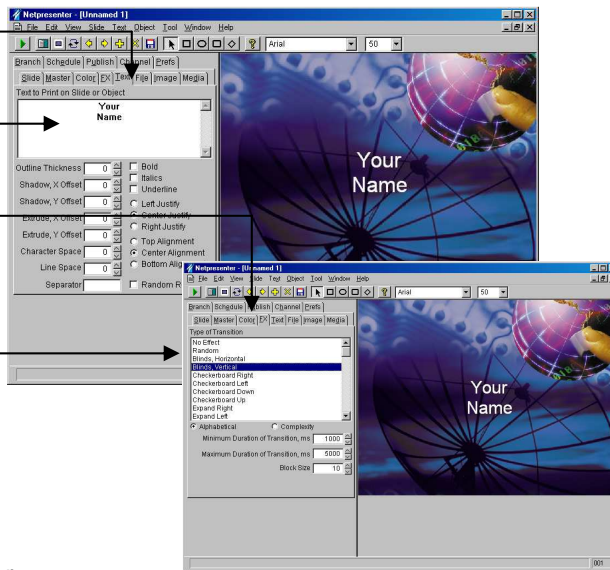 Netpresenter - [Unnamed 1]
File Edit View Slide Text Object Tool Window Help
Arial 50
Branch Schedule Publish Channel Prefs
Slide Master Color FX Text File Image Media
Text to Print on Slide or Object
Your
Name
Outline Thickness 0
Shadow, X Offset 0
Shadow, Y Offset 0
Extrude, X Offset 0
Extrude, Y Offset 0
Character Space 0
Line Space 0
Separator
Bold
Italics
Underline
Left Justify
Center Justify
Right Justify
Top Alignment
Center Alignment
Bottom Alig
Random R
Your
Name
Netpresenter - [Unnamed 1]
File Edit View Slide Text Object Tool Window Help
Arial 50
Branch Schedule Publish Channel Prefs
Slide Master Color FX Text File Image Media
Type of Transition
No Effect
Random
Blinds, Horizontal
Blinds, Vertical
Checkerboard Right
Checkerboard Left
Checkerboard Down
Checkerboard Up
Expand Right
Expand Left
Alphabetical Complexity
Minimum Duration of Transition, ms 1000
Maximum Duration of Transition, ms 5000
Block Size 10
Your
Name
001